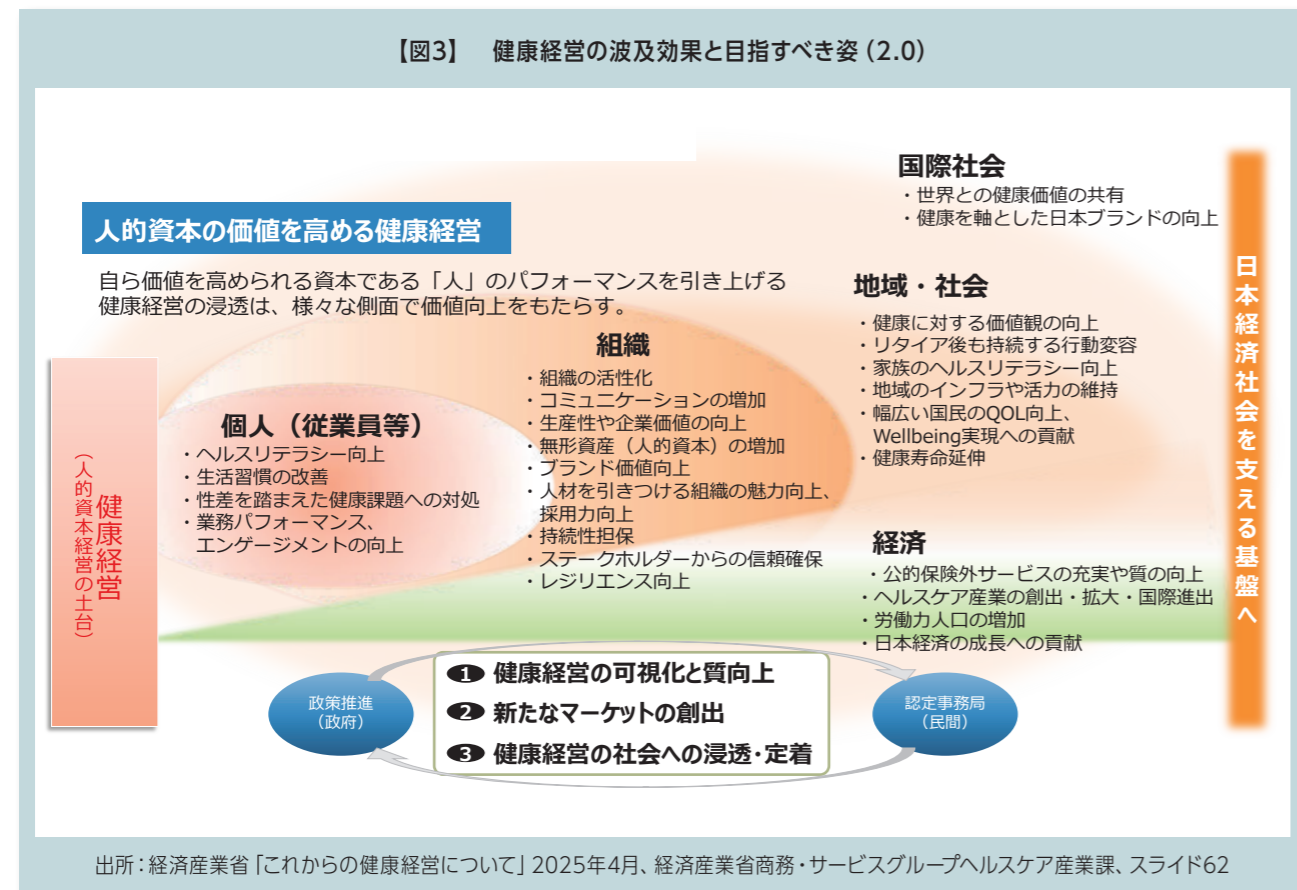 【図3】　健康経営の波及効果と目指すべき姿（2.0）
人的資本の価値を高める健康経営
自ら価値を高められる資本である「人」のパフォーマンスを引き上げる
健康経営の浸透は、様々な側面で価値向上をもたらす。
健康経営
（人的資本経営の土台）
個人（従業員等）
・ヘルスリテラシー向上
・生活習慣の改善
・性差を踏まえた健康課題への対処
・業務パフォーマンス、
エンゲージメントの向上
組織
・組織の活性化
・コミュニケーションの増加
・生産性や企業価値の向上
・無形資産（人的資本）の増加
・ブランド価値向上
・人材を引きつける組織の魅力向上、
採用力向上
・持続性担保
・ステークホルダーからの信頼確保
・レジリエンス向上
国際社会
・世界との健康価値の共有
・健康を軸とした日本ブランドの向上
地域・社会
・健康に対する価値観の向上
・リタイア後も持続する行動変容
・家族のヘルスリテラシー向上
・地域のインフラや活力の維持
・幅広い国民のQOL向上、
Wellbeing実現への貢献
・健康寿命延伸
経済
・公的保険外サービスの充実や質の向上
・ヘルスケア産業の創出・拡大・国際進出
・労働力人口の増加
・日本経済の成長への貢献
日本経済社会を支える基盤へ
政策推進
（政府）
❶ 健康経営の可視化と質向上
❷ 新たなマーケットの創出
❸ 健康経営の社会への浸透・定着
認定事務局
（民間）
出所：経済産業省「これからの健康経営について」2025年4月、経済産業省商務・サービスグループヘルスケア産業課、スライド62